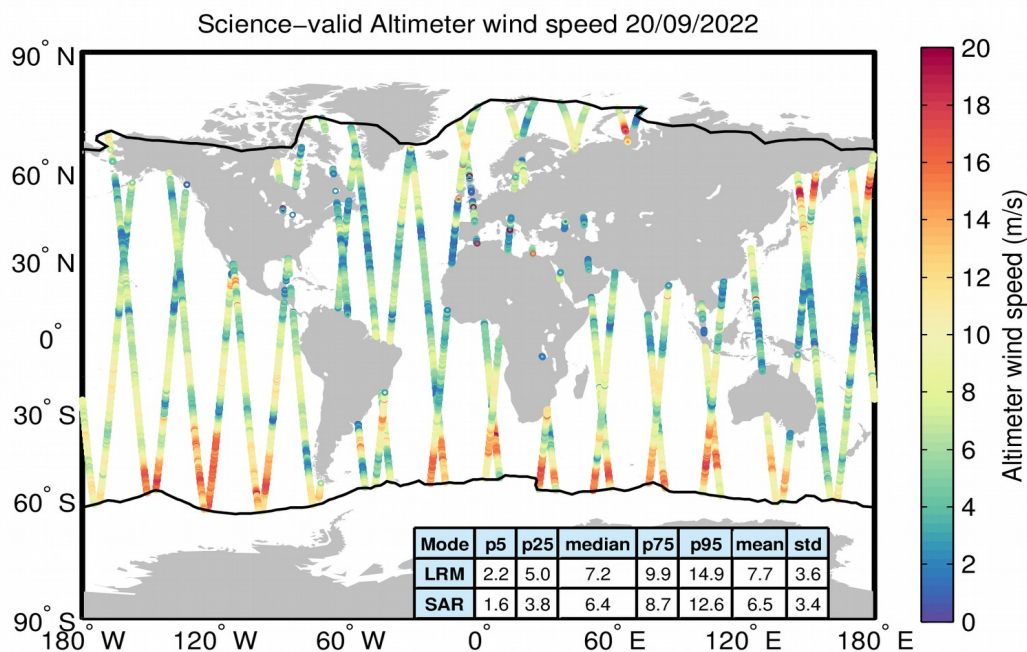 Science−valid Altimeter wind speed 20/09/2022
90° N
60° N
30° N
0°
30° S
60° S
90° S
180° W
120° W
60° W
0°
60° E
120° E
180° E
Mode p5 p25 median p75 p95 mean std
LRM 2.2 5.0 7.2 9.9 14.9 7.7 3.6
SAR 1.6 3.8 6.4 8.7 12.6 6.5 3.4
20
18
16
14
12
10
8
6
4
2
0
Altimeter wind speed (m/s)